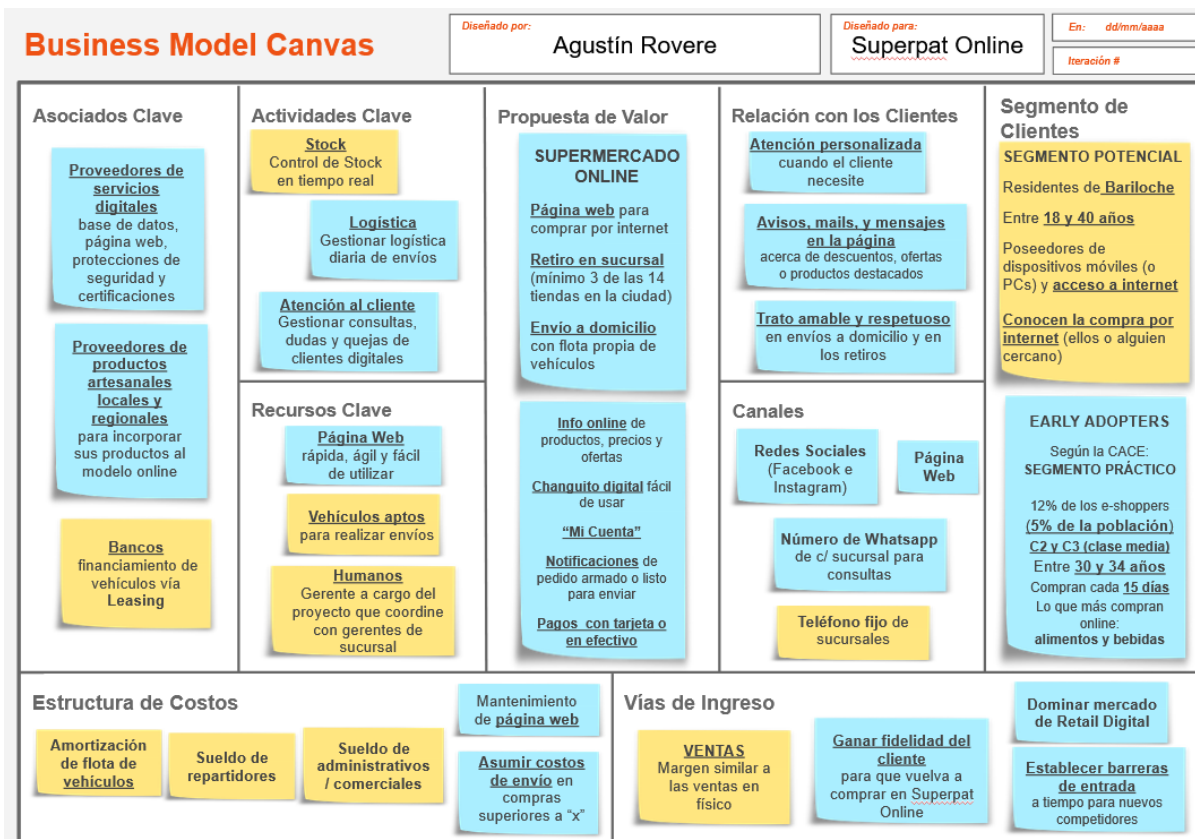 Business Model Canvas
Diseñado por:
Agustín Rovere
Diseñado para:
Superpat Online
En: dd/mm/aaaa
Iteración #
Asociados Clave
Proveedores de
servicios
digitales
base de datos,
página web,
protecciones de
seguridad y
certificaciones
Proveedores de
productos
artesanales
locales y
regionales
para incorporar
sus productos al
modelo online
Bancos
financiamiento de
vehículos vía
Leasing
Actividades Clave
Stock
Control de Stock
en tiempo real
Logística
Gestionar logística
diaria de envíos
Atención al cliente
Gestionar consultas,
dudas y quejas de
clientes digitales
Recursos Clave
Página Web
rápida, ágil y fácil
de utilizar
Vehículos aptos
para realizar envíos
Humanos
Gerente a cargo del
proyecto que coordine
con gerentes de
sucursal
Propuesta de Valor
SUPERMERCADO
ONLINE
Página web para
comprar por internet
Retiro en sucursal
(mínimo 3 de las 14
tiendas en la ciudad)
Envío a domicilio
con flota propia de
vehículos
Info online de
productos, precios y
ofertas
Changuito digital fácil
de usar
“Mi Cuenta”
Notificaciones de
pedido armado o listo
para enviar
Pagos con tarjeta o
en efectivo
Relación con los Clientes
Atención personalizada
cuando el cliente
necesite
Avisos, mails, y mensajes
en la página
acerca de descuentos, ofertas
o productos destacados
Trato amable y respetuoso
en envíos a domicilio y en
los retiros
Canales
Redes Sociales
(Facebook e
Instagram)
Página
Web
Número de Whatsapp
de c/ sucursal para
consultas
Teléfono fijo de
sucursales
Segmento de
Clientes
SEGMENTO POTENCIAL
Residentes de Bariloche
Entre 18 y 40 años
Poseedores de
dispositivos móviles (o
PCs) y acceso a internet
Conocen la compra por
internet (ellos o alguien
cercano)
EARLY ADOPTERS
Según la CACE:
SEGMENTO PRÁCTICO
12% de los e-shoppers
(5% de la población)
C2 y C3 (clase media)
Entre 30 y 34 años
Compran cada 15 días
Lo que más compran
online:
alimentos y bebidas
Estructura de Costos
Amortización
de flota de
vehículos
Sueldo de
repartidores
Sueldo de
administrativos
/ comerciales
Mantenimiento
de página web
Asumir costos
de envío en
compras
superiores a “x”
Vías de Ingreso
VENTAS
Margen similar a
las ventas en
físico
Ganar fidelidad del
cliente
para que vuelva a
comprar en Superpat
Online
Dominar mercado
de Retail Digital
Establecer barreras
de entrada
a tiempo para nuevos
competidores